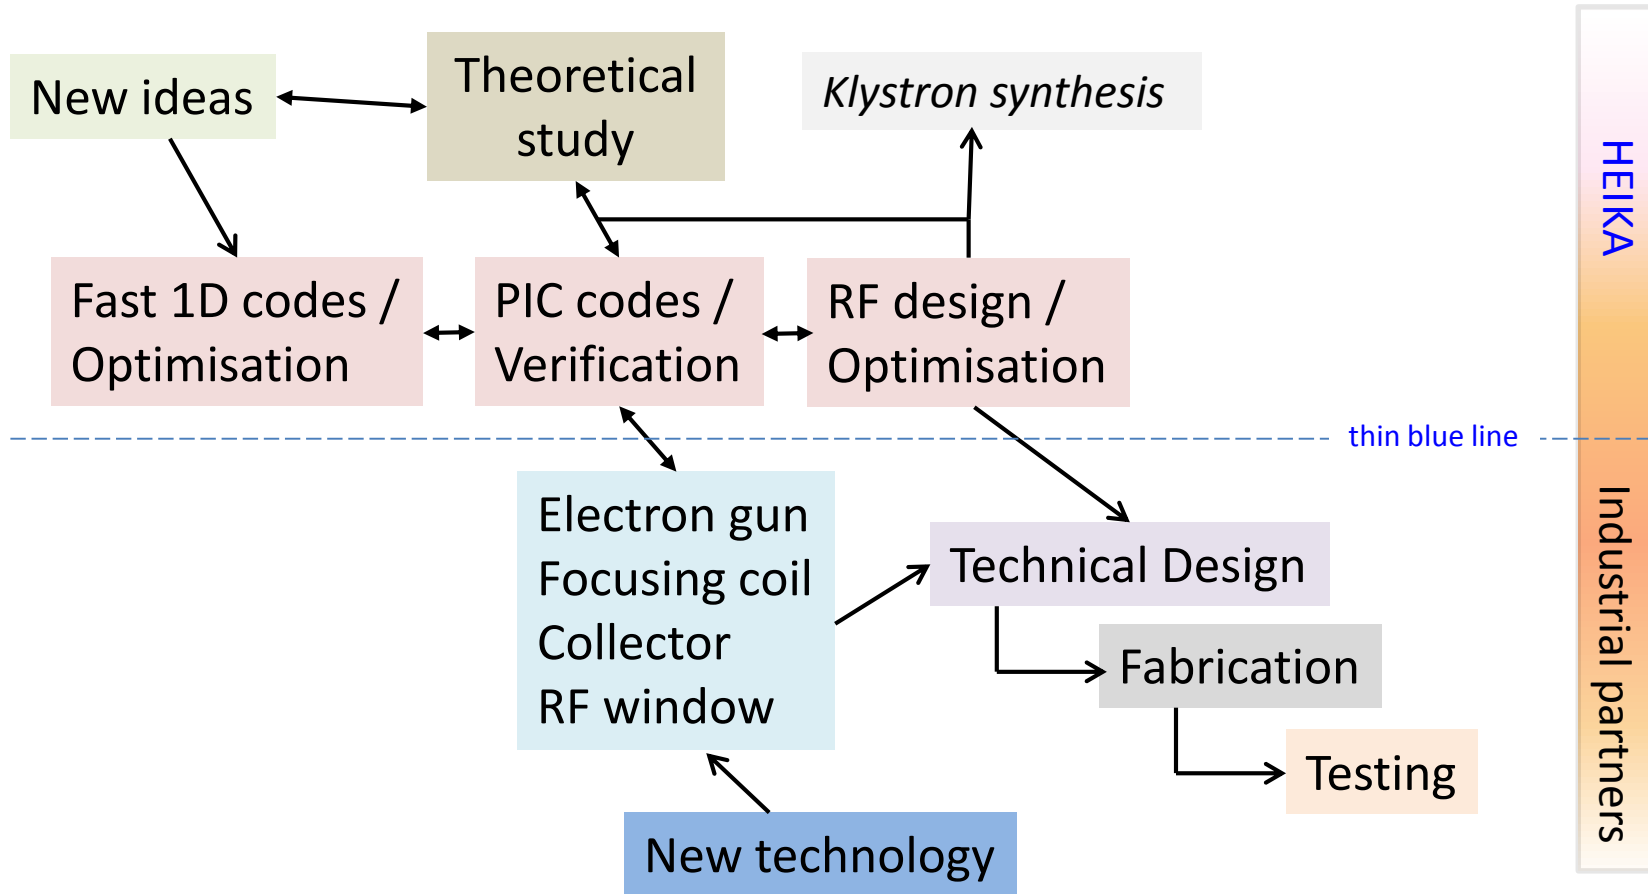 New ideas
Theoretical
study
Klystron synthesis
HEIKA
Fast 1D codes /
Optimisation
PIC codes /
Verification
RF design /
Optimisation
thin blue line
Electron gun
Focusing coil
Collector
RF window
Technical Design
Fabrication
Testing
New technology
Industrial partners